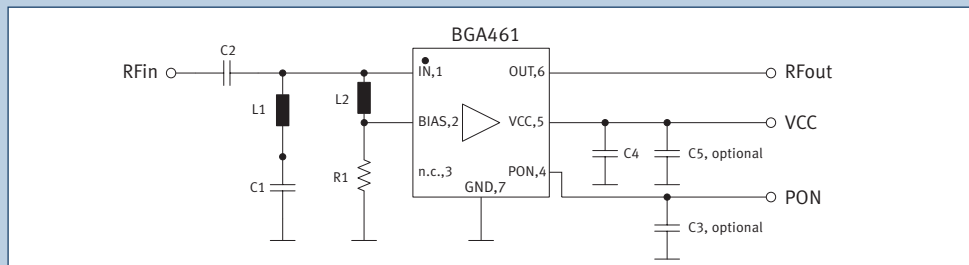 BGA461
C2
RFin
IN,1
OUT,6
RFout
L1
L2
BIAS,2
VCC,5
VCC
C4
C5, optional
C1
R1
n.c.,3
PON,4
GND,7
PON
C3, optional